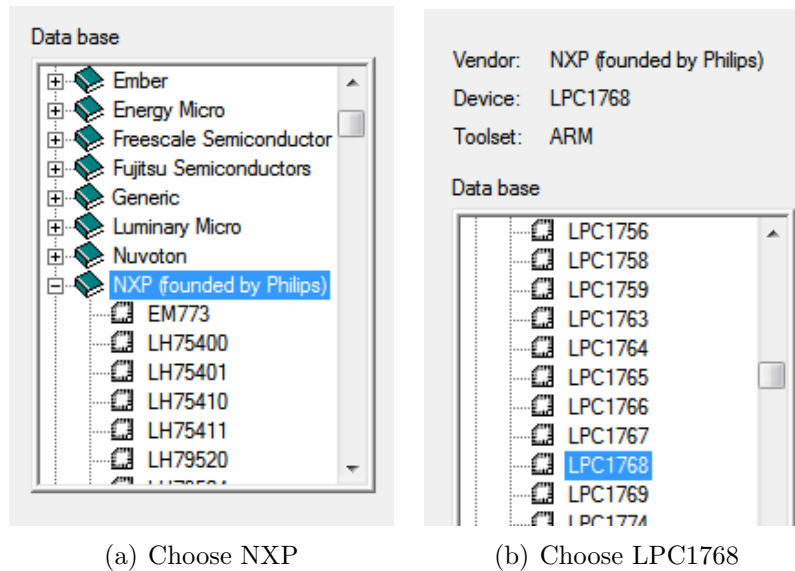 Data base
Ember
Energy Micro
Freescale Semiconductor
Fujitsu Semiconductors
Generic
Luminary Micro
Nuvoton
NXP (founded by Philips)
EM773
LH75400
LH75401
LH75410
LH75411
LH79520
(a) Choose NXP
Vendor: NXP (founded by Philips)
Device: LPC1768
Toolset: ARM
Data base
LPC1756
LPC1758
LPC1759
LPC1763
LPC1764
LPC1765
LPC1766
LPC1767
LPC1768
LPC1769
LPC1774
(b) Choose LPC1768